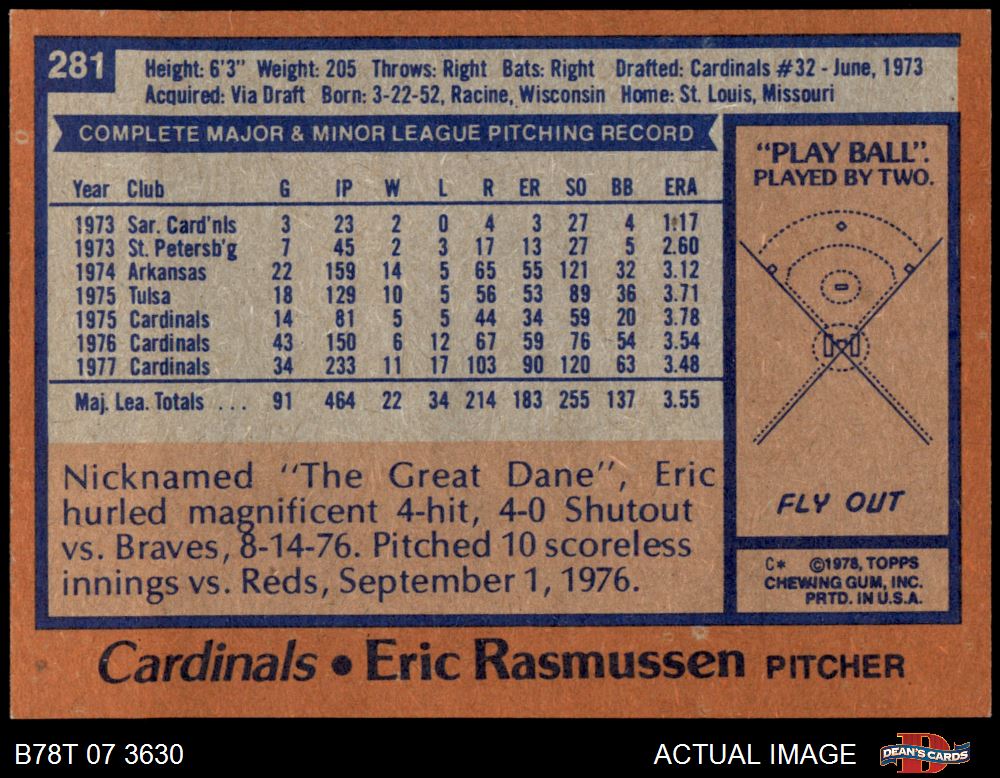 281
Height: 6'3" Weight: 205 Throws: Right Bats: Right Drafted: Cardinals #32 - June, 1973
Acquired: Via Draft Born: 3-22-52, Racine, Wisconsin Home: St. Louis, Missouri
COMPLETE MAJOR & MINOR LEAGUE PITCHING RECORD
Year Club G IP W L R ER SO BB ERA
1973 Sar. Card'nls 3 23 2 0 4 3 27 4 1.17
1973 St. Petersb'g 7 45 2 3 17 13 27 5 2.60
1974 Arkansas 22 159 14 5 65 55 121 32 3.12
1975 Tulsa 18 129 10 5 56 53 89 36 3.71
1975 Cardinals 14 81 5 5 44 34 59 20 3.78
1976 Cardinals 43 150 6 12 67 59 76 54 3.54
1977 Cardinals 34 233 11 17 103 90 120 63 3.48
Maj. Lea. Totals ... 91 464 22 34 214 183 255 137 3.55
Nicknamed "The Great Dane", Eric
hurled magnificent 4-hit, 4-0 Shutout
vs. Braves, 8-14-76. Pitched 10 scoreless
innings vs. Reds, September 1, 1976.
"PLAY BALL".
PLAYED BY TWO.
FLY OUT
C* ©1978, TOPPS
CHEWING GUM, INC.
PRTD. IN U.S.A.
Cardinals • Eric Rasmussen PITCHER
B78T 07 3630
ACTUAL IMAGE
D
DEAN'S CARDS